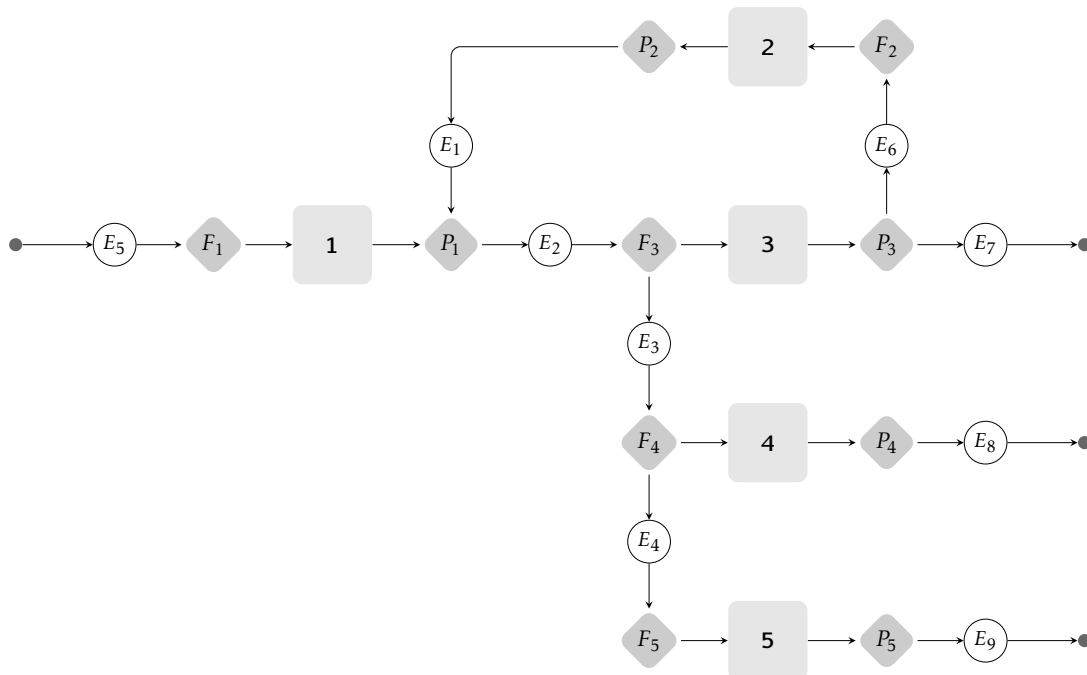 P₂ 2 F₂
E₁ E₆
E₅ F₁ 1 P₁ E₂ F₃ 3 P₃ E₇
E₃
F₄ 4 P₄ E₈
E₄
F₅ 5 P₅ E₉